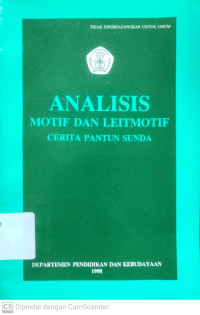 TIDAK DIPERDAGANGKAN UNTUK UMUM
ANALISIS
MOTIF DAN LEITMOTIF
CERITA PANTUN SUNDA
DEPARTEMEN PENDIDIKAN DAN KEBUDAYAAN
1998
CS Dipindai dengan CamScanner